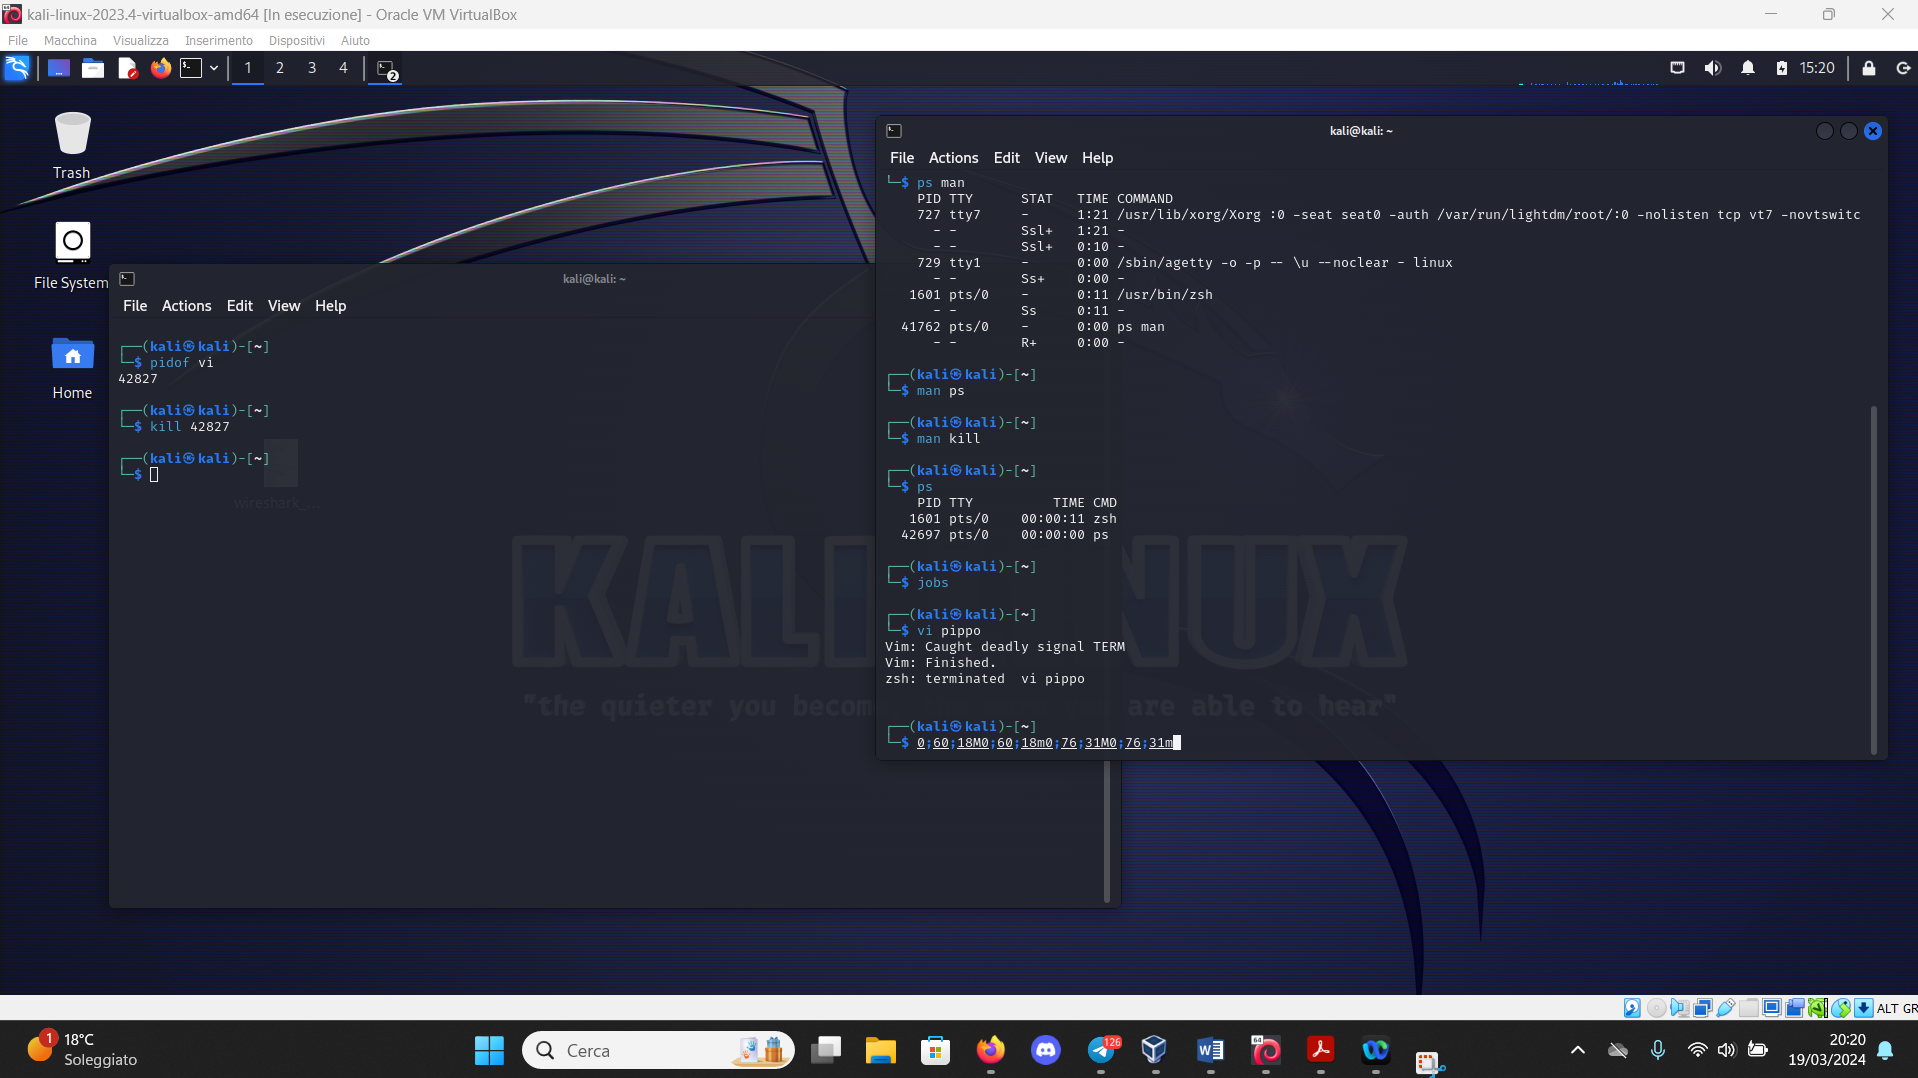 kali-linux-2023.4-virtualbox-amd64 [In esecuzione] - Oracle VM VirtualBox
File Macchina Visualizza Inserimento Dispositivi Aiuto
1 2 3 4 2 15:20
Trash
File System
Home
kali@kali: ~
File Actions Edit View Help
┌──(kali㉿kali)-[~]
└─$ pidof vi
42827
┌──(kali㉿kali)-[~]
└─$ kill 42827
┌──(kali㉿kali)-[~]
└─$
wireshark_...
kali@kali: ~
File Actions Edit View Help
└─$ ps man
PID TTY STAT TIME COMMAND
727 tty7 - 1:21 /usr/lib/xorg/Xorg :0 -seat seat0 -auth /var/run/lightdm/root/:0 -nolisten tcp vt7 -novtswitc
- - Ssl+ 1:21 -
- - Ssl+ 0:10 -
729 tty1 - 0:00 /sbin/agetty -o -p -- \u --noclear - linux
- - Ss+ 0:00 -
1601 pts/0 - 0:11 /usr/bin/zsh
- - Ss 0:11 -
41762 pts/0 - 0:00 ps man
- - R+ 0:00 -
┌──(kali㉿kali)-[~]
└─$ man ps
┌──(kali㉿kali)-[~]
└─$ man kill
┌──(kali㉿kali)-[~]
└─$ ps
PID TTY TIME CMD
1601 pts/0 00:00:11 zsh
42697 pts/0 00:00:00 ps
┌──(kali㉿kali)-[~]
└─$ jobs
┌──(kali㉿kali)-[~]
└─$ vi pippo
Vim: Caught deadly signal TERM
Vim: Finished.
zsh: terminated vi pippo
┌──(kali㉿kali)-[~]
└─$ 0;60;18M0;60;18m0;76;31M0;76;31m
KALI LINUX
"the quieter you become are able to hear"
ALT GR
1 18°C
Soleggiato
Cerca
126
64
20:20
19/03/2024